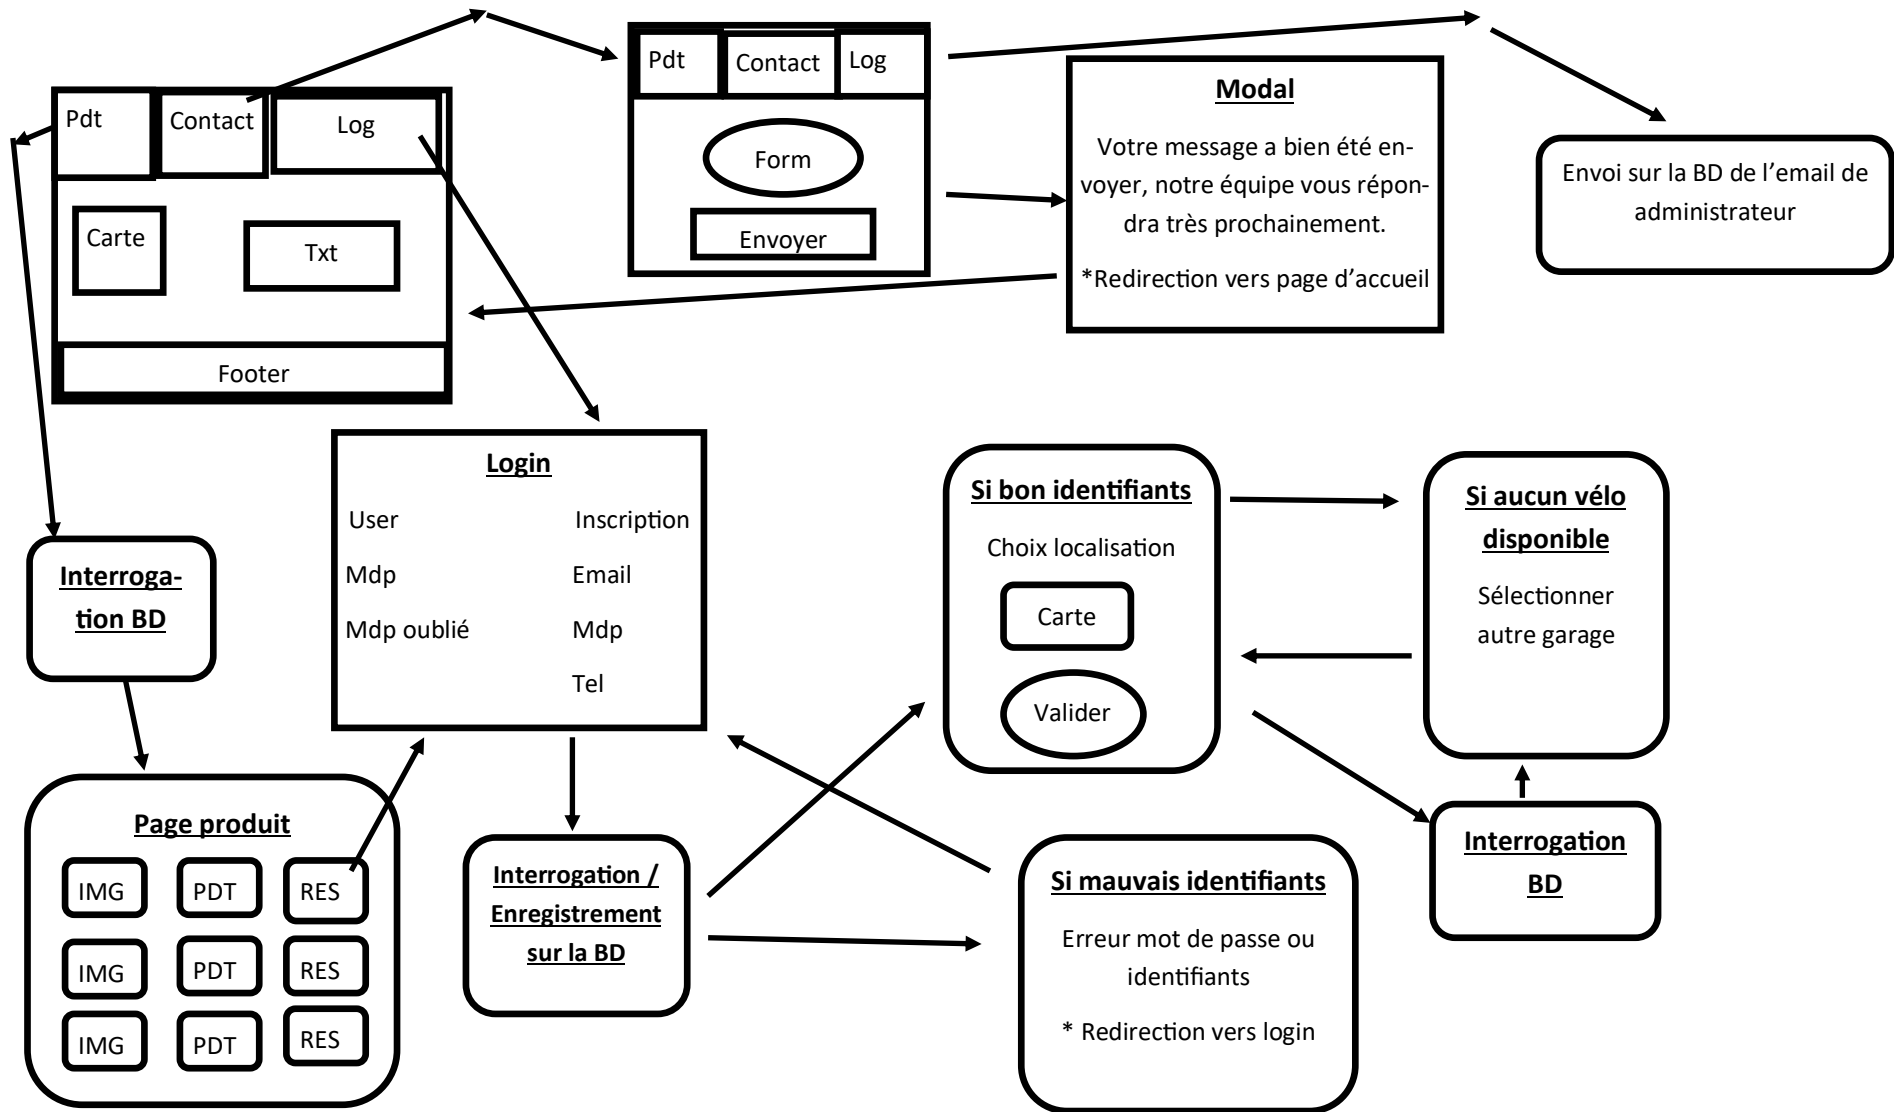 Pdt
Contact
Log
Carte
Txt
Footer
Pdt
Contact
Log
Form
Envoyer
Modal
Votre message a bien été en-
voyer, notre équipe vous répon-
dra très prochainement.
*Redirection vers page d’accueil
Envoi sur la BD de l’email de
administrateur
Interroga-
tion BD
Login
User
Inscription
Mdp
Email
Mdp oublié
Mdp
Tel
Si bon identifiants
Choix localisation
Carte
Valider
Si aucun vélo
disponible
Sélectionner
autre garage
Page produit
IMG
PDT
RES
IMG
PDT
RES
IMG
PDT
RES
Interrogation /
Enregistrement
sur la BD
Si mauvais identifiants
Erreur mot de passe ou
identifiants
* Redirection vers login
Interrogation
BD